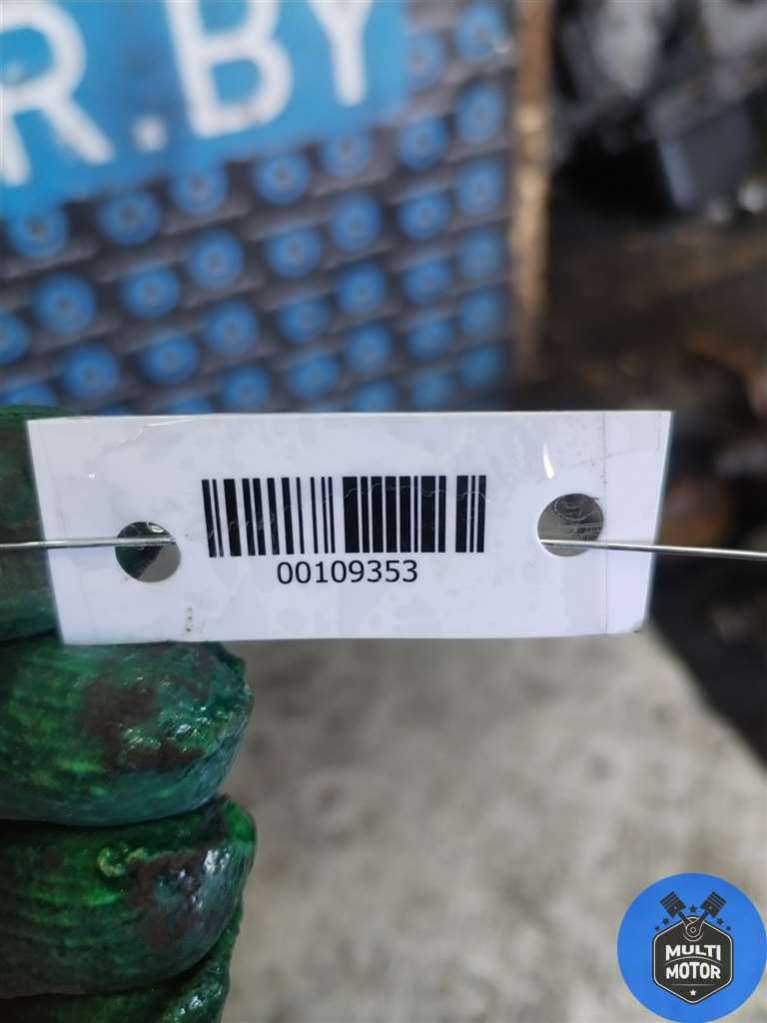 R.BY
00109353
MULTI
MOTOR